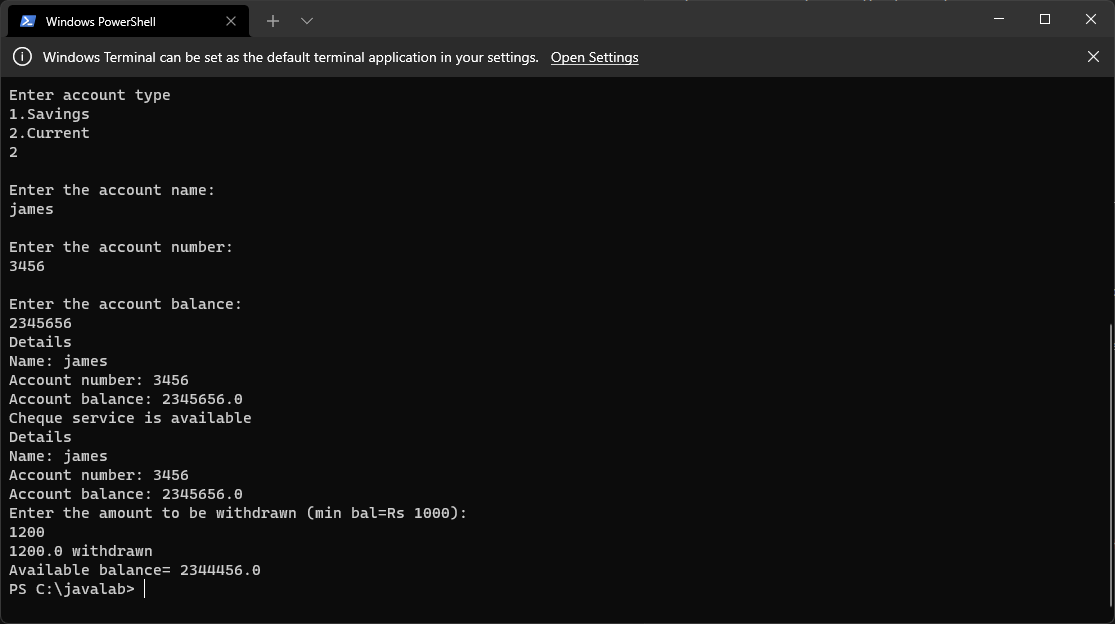 Windows PowerShell
Windows Terminal can be set as the default terminal application in your settings. Open Settings
Enter account type
1.Savings
2.Current
2
Enter the account name:
james
Enter the account number:
3456
Enter the account balance:
2345656
Details
Name: james
Account number: 3456
Account balance: 2345656.0
Cheque service is available
Details
Name: james
Account number: 3456
Account balance: 2345656.0
Enter the amount to be withdrawn (min bal=Rs 1000):
1200
1200.0 withdrawn
Available balance= 2344456.0
PS C:\javalab>